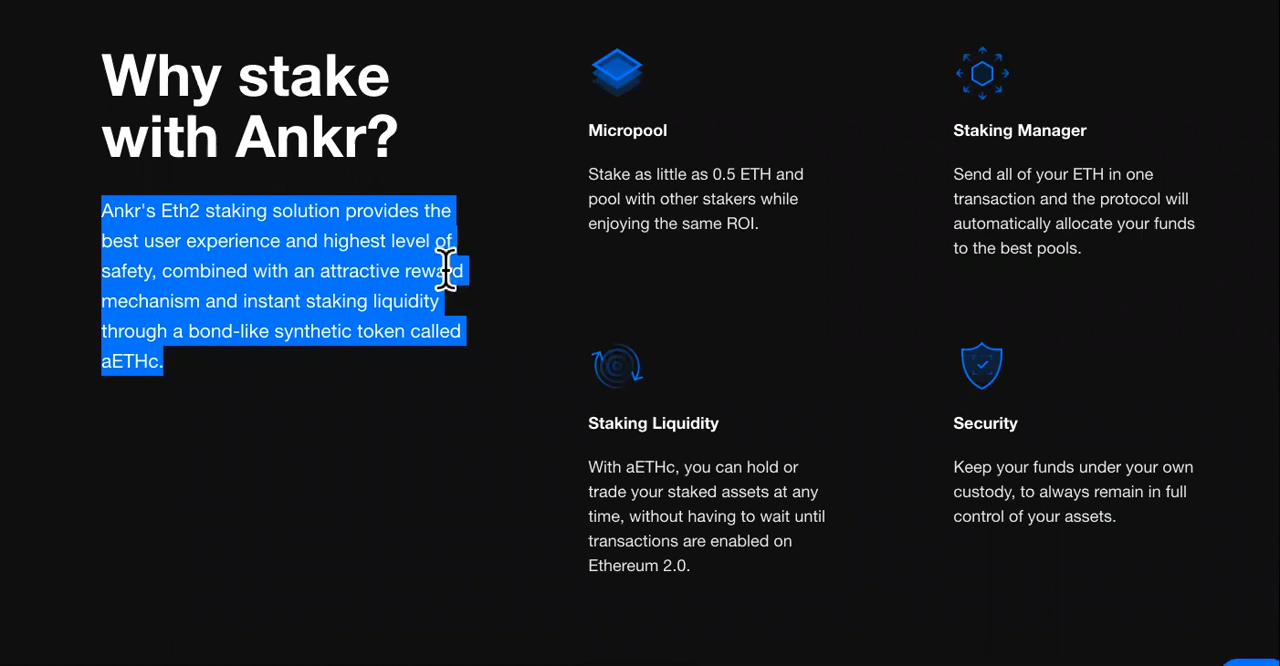 Why stake
with Ankr?
Ankr's Eth2 staking solution provides the
best user experience and highest level of
safety, combined with an attractive reward
mechanism and instant staking liquidity
through a bond-like synthetic token called
aETHc.
Micropool
Stake as little as 0.5 ETH and
pool with other stakers while
enjoying the same ROI.
Staking Manager
Send all of your ETH in one
transaction and the protocol will
automatically allocate your funds
to the best pools.
Staking Liquidity
With aETHc, you can hold or
trade your staked assets at any
time, without having to wait until
transactions are enabled on
Ethereum 2.0.
Security
Keep your funds under your own
custody, to always remain in full
control of your assets.